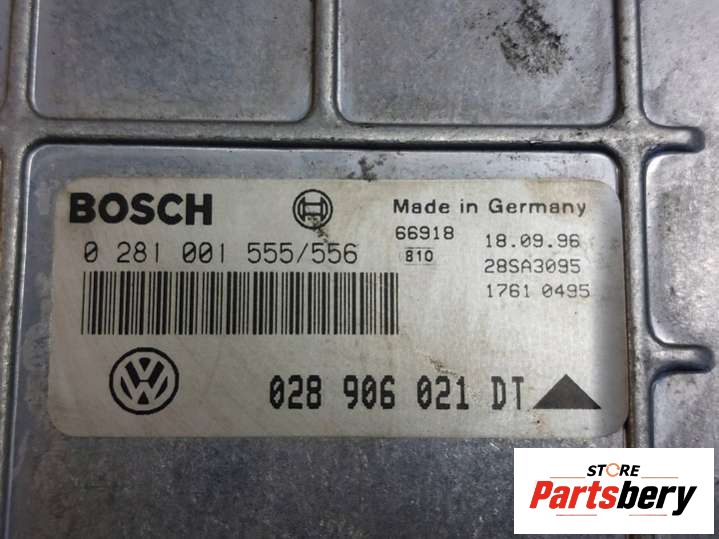 BOSCH
Made in Germany
0 281 001 555/556
66918
810
18.09.96
28SA3095
1761 0495
028 906 021 DT
STORE
Partsbery